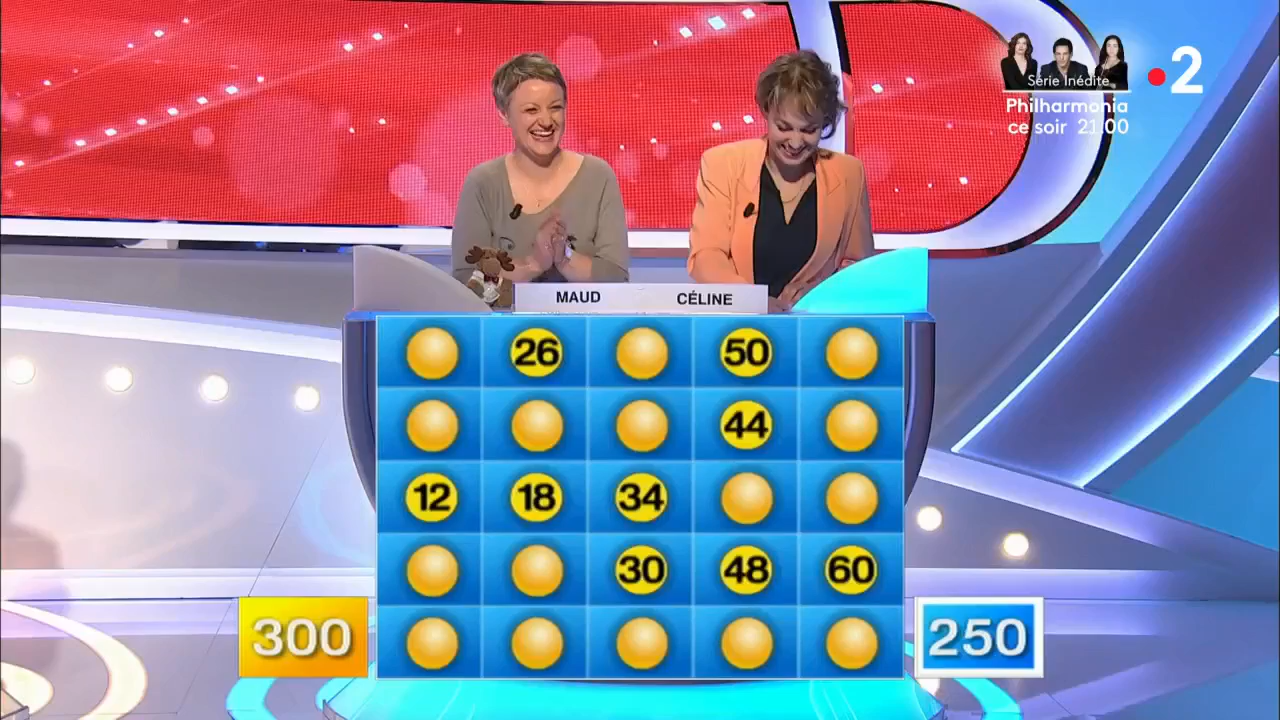 Série Inédite
Philharmonia
ce soir 21.00
2
MAUD CÉLINE
26 50
44
12 18 34
30 48 60
300
250